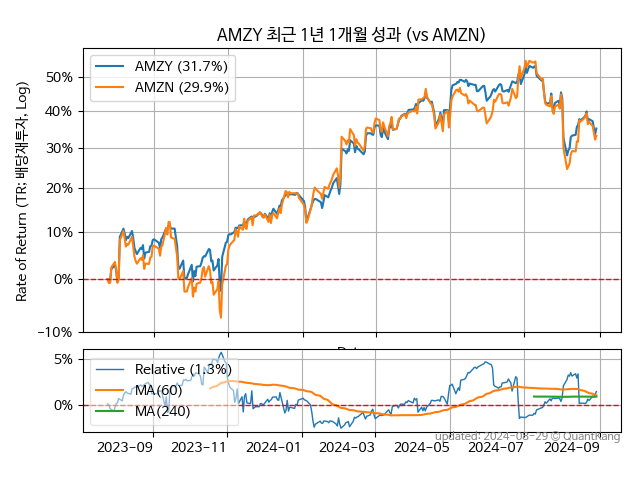 AMZY 최근 1년 1개월 성과 (vs AMZN)
Rate of Return (TR: 배당재투자, Log)
50%
40%
30%
20%
10%
0%
−10%
AMZY (31.7%)
AMZN (29.9%)
5%
0%
Relative (1.3%)
MA(60)
MA(240)
2023-09
2023-11
2024-01
2024-03
2024-05
2024-07
2024-09
updated: 2024-08-29 © QuantKang